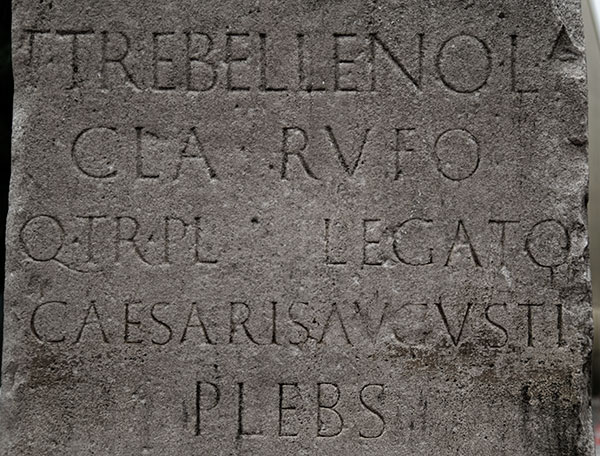 T TREBELLENO·L·
CLA · RVFO
Q·TR·PL · LEGATO
CAESARIS·AVGVSTI
PLEBS